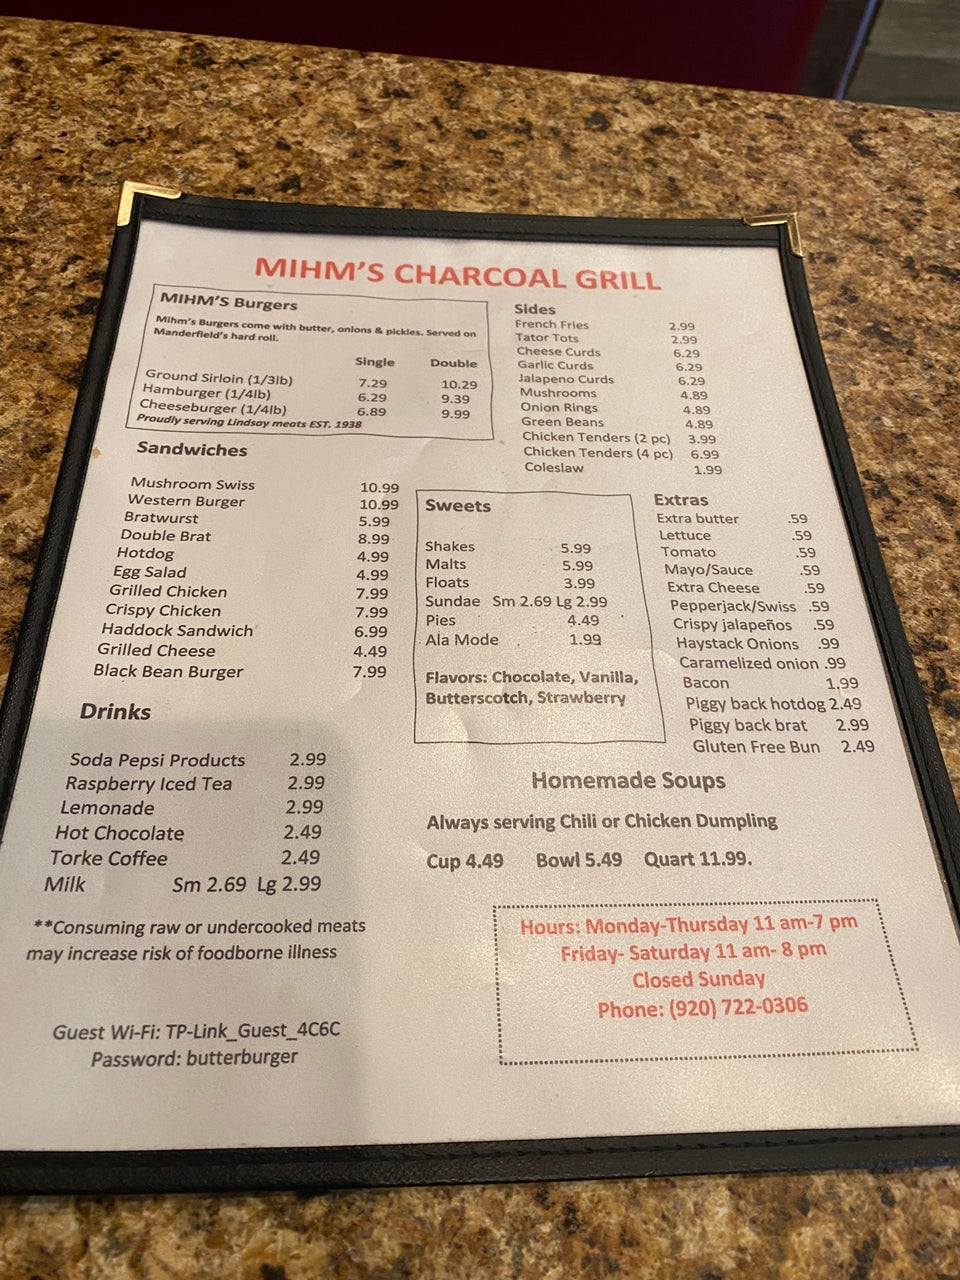 MIHM'S CHARCOAL GRILL
MIHM'S Burgers
Mihm's Burgers come with butter, onions & pickles. Served on
Manderfield's hard roll.
Single Double
Ground Sirloin (1/3lb) 7.29 10.29
Hamburger (1/4lb) 6.29 9.39
Cheeseburger (1/4lb) 6.89 9.99
Proudly serving Lindsay meats EST. 1938
Sandwiches
Mushroom Swiss 10.99
Western Burger 10.99
Bratwurst 5.99
Double Brat 8.99
Hotdog 4.99
Egg Salad 4.99
Grilled Chicken 7.99
Crispy Chicken 7.99
Haddock Sandwich 6.99
Grilled Cheese 4.49
Black Bean Burger 7.99
Drinks
Soda Pepsi Products 2.99
Raspberry Iced Tea 2.99
Lemonade 2.99
Hot Chocolate 2.49
Torke Coffee 2.49
Milk Sm 2.69 Lg 2.99
**Consuming raw or undercooked meats
may increase risk of foodborne illness
Guest Wi-Fi: TP-Link_Guest_4C6C
Password: butterburger
Sides
French Fries 2.99
Tator Tots 2.99
Cheese Curds 6.29
Garlic Curds 6.29
Jalapeno Curds 6.29
Mushrooms 4.89
Onion Rings 4.89
Green Beans 4.89
Chicken Tenders (2 pc) 3.99
Chicken Tenders (4 pc) 6.99
Coleslaw 1.99
Sweets
Shakes 5.99
Malts 5.99
Floats 3.99
Sundae Sm 2.69 Lg 2.99
Pies 4.49
Ala Mode 1.99
Flavors: Chocolate, Vanilla,
Butterscotch, Strawberry
Extras
Extra butter .59
Lettuce .59
Tomato .59
Mayo/Sauce .59
Extra Cheese .59
Pepperjack/Swiss .59
Crispy jalapeños .59
Haystack Onions .99
Caramelized onion .99
Bacon 1.99
Piggy back hotdog 2.49
Piggy back brat 2.99
Gluten Free Bun 2.49
Homemade Soups
Always serving Chili or Chicken Dumpling
Cup 4.49 Bowl 5.49 Quart 11.99.
Hours: Monday-Thursday 11 am-7 pm
Friday- Saturday 11 am- 8 pm
Closed Sunday
Phone: (920) 722-0306